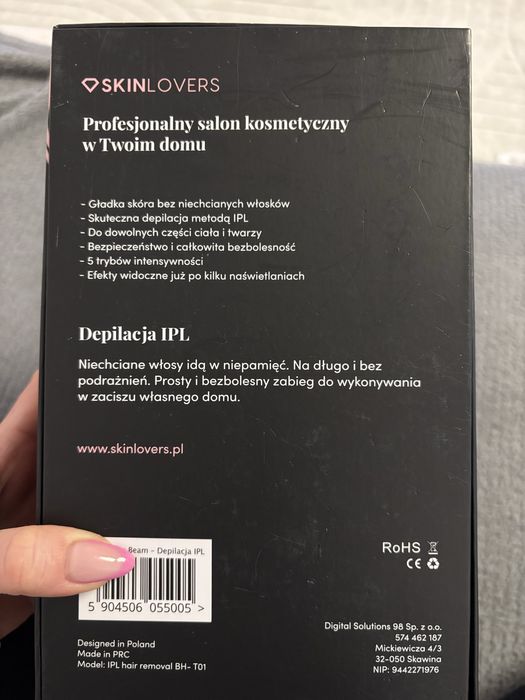 SKINLOVERS
Profesjonalny salon kosmetyczny
w Twoim domu
- Gładka skóra bez niechcianych włosków
- Skuteczna depilacja metodą IPL
- Do dowolnych części ciała i twarzy
- Bezpieczeństwo i całkowita bezbolesność
- 5 trybów intensywności
- Efekty widoczne już po kilku naświetlaniach
Depilacja IPL
Niechciane włosy idą w niepamięć. Na długo i bez
podrażnień. Prosty i bezbolesny zabieg do wykonywania
w zaciszu własnego domu.
www.skinlovers.pl
Beam - Depilacja IPL
5 904506 055005 >
Designed in Poland
Made in PRC
Model: IPL hair removal BH- T01
RoHS
CE
Digital Solutions 98 Sp. z o.o.
574 462 187
Mickiewicza 4/3
32-050 Skawina
NIP: 9442271976